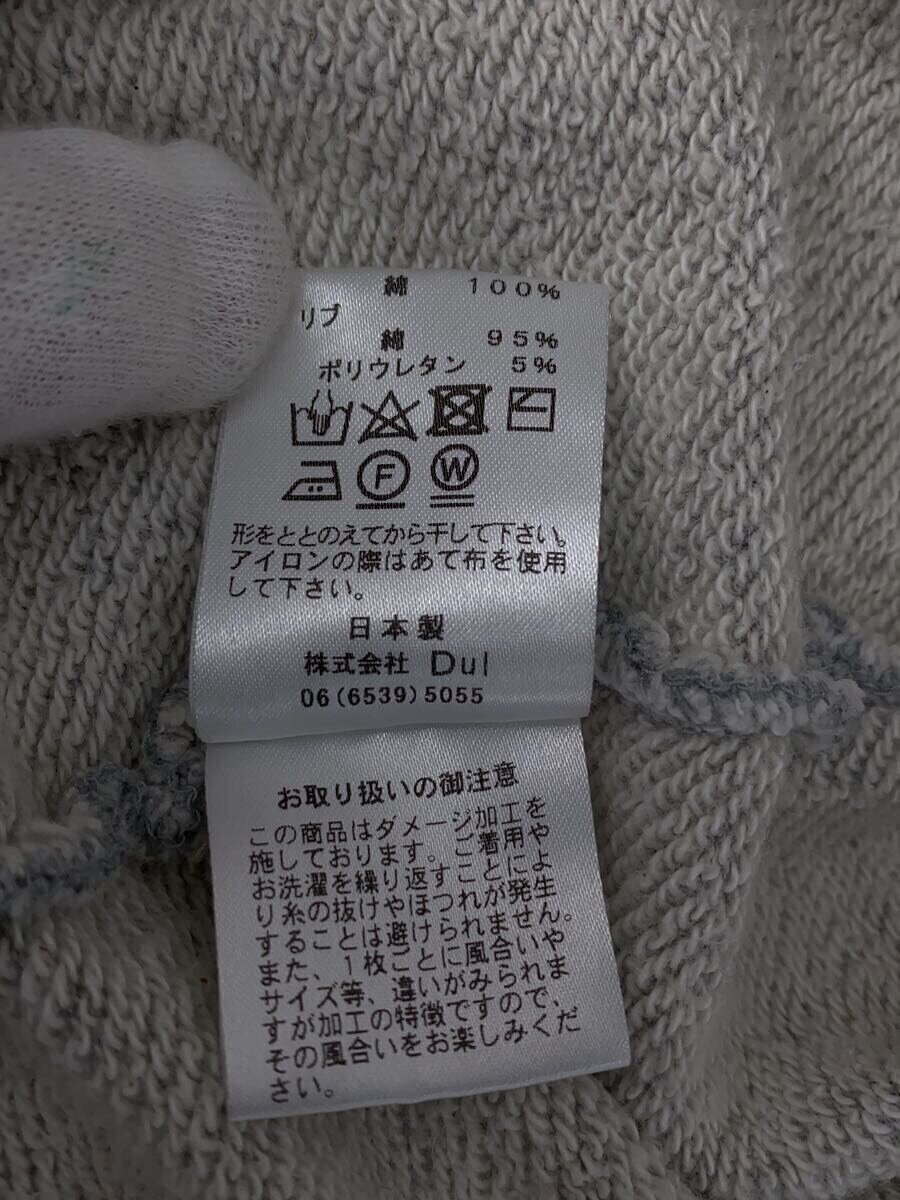 綿 100%
リブ
綿 95%
ポリウレタン 5%
F W
形をととのえてから干して下さい。
アイロンの際はあて布を使用
して下さい。
日本製
株式会社 Dul
06(6539)5055
お取り扱いの御注意
この商品はダメージ加工を
施しております。ご着用や
お洗濯を繰り返すことによ
り糸の抜けやほつれが発生
することは避けられません。
また、1枚ごとに風合いや
サイズ等、違いがみられま
すが加工の特徴ですので、
その風合いをお楽しみくだ
さい。